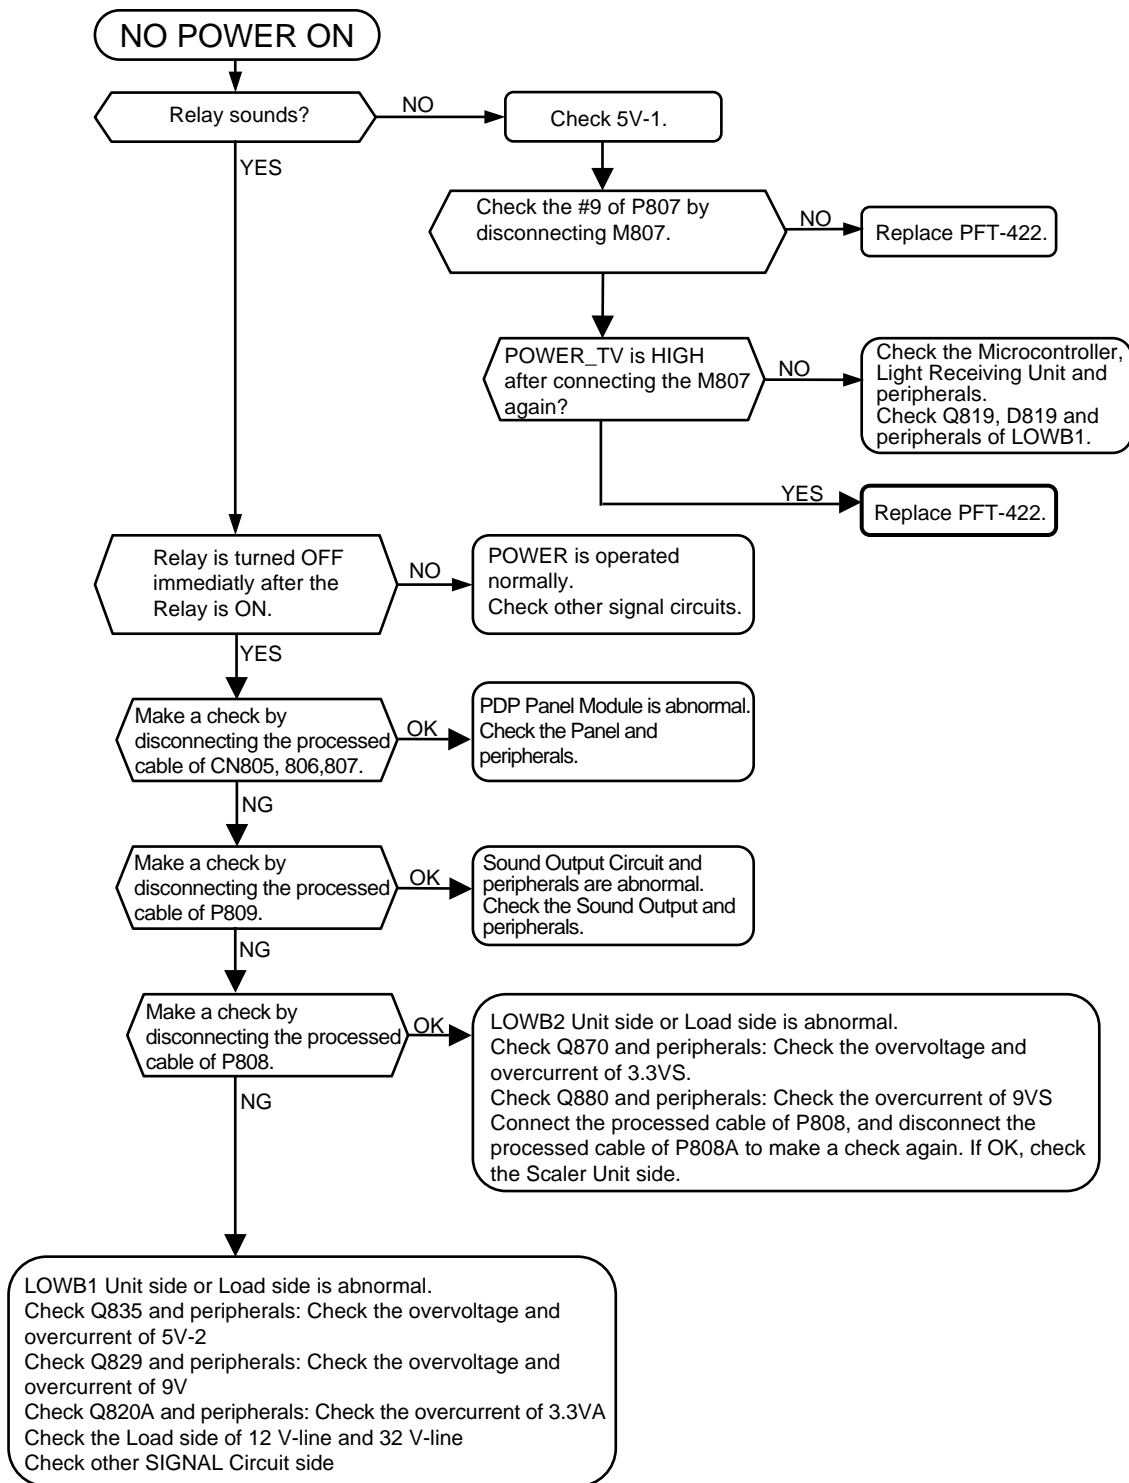 NO POWER ON
Relay sounds?
NO
Check 5V-1.
YES
Check the #9 of P807 by
disconnecting M807.
NO
Replace PFT-422.
POWER_TV is HIGH
after connecting the M807
again?
NO
Check the Microcontroller,
Light Receiving Unit and
peripherals.
Check Q819, D819 and
peripherals of LOWB1.
YES
Replace PFT-422.
Relay is turned OFF
immediatly after the
Relay is ON.
NO
POWER is operated
normally.
Check other signal circuits.
YES
Make a check by
disconnecting the processed
cable of CN805, 806,807.
OK
PDP Panel Module is abnormal.
Check the Panel and
peripherals.
NG
Make a check by
disconnecting the processed
cable of P809.
OK
Sound Output Circuit and
peripherals are abnormal.
Check the Sound Output and
peripherals.
NG
Make a check by
disconnecting the processed
cable of P808.
OK
LOWB2 Unit side or Load side is abnormal.
Check Q870 and peripherals: Check the overvoltage and
overcurrent of 3.3VS.
Check Q880 and peripherals: Check the overcurrent of 9VS
Connect the processed cable of P808, and disconnect the
processed cable of P808A to make a check again. If OK, check
the Scaler Unit side.
NG
LOWB1 Unit side or Load side is abnormal.
Check Q835 and peripherals: Check the overvoltage and
overcurrent of 5V-2
Check Q829 and peripherals: Check the overvoltage and
overcurrent of 9V
Check Q820A and peripherals: Check the overcurrent of 3.3VA
Check the Load side of 12 V-line and 32 V-line
Check other SIGNAL Circuit side